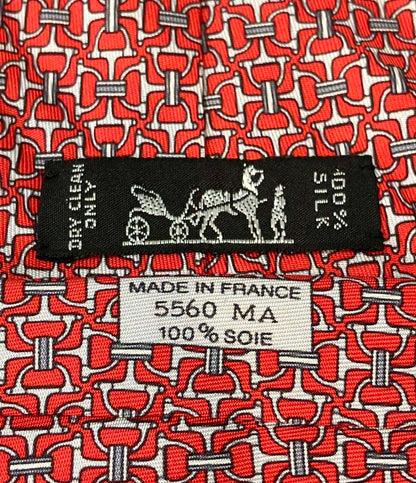 DRY CLEAN
ONLY
100%
SILK
MADE IN FRANCE
5560 MA
100% SOIE